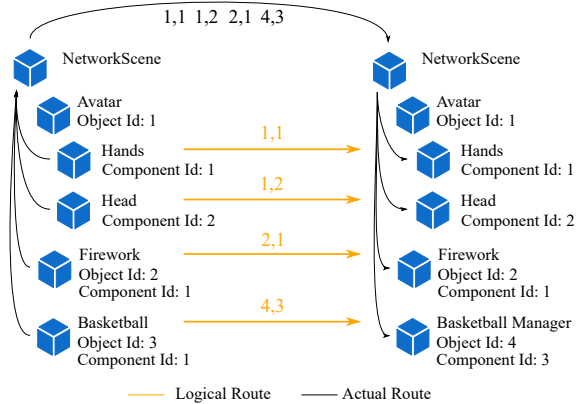 1,1 1,2 2,1 4,3
NetworkScene
Avatar
Object Id: 1
Hands
Component Id: 1
Head
Component Id: 2
Firework
Object Id: 2
Component Id: 1
Basketball
Object Id: 3
Component Id: 1
1,1
1,2
2,1
4,3
NetworkScene
Avatar
Object Id: 1
Hands
Component Id: 1
Head
Component Id: 2
Firework
Object Id: 2
Component Id: 1
Basketball Manager
Object Id: 4
Component Id: 3
Logical Route
Actual Route